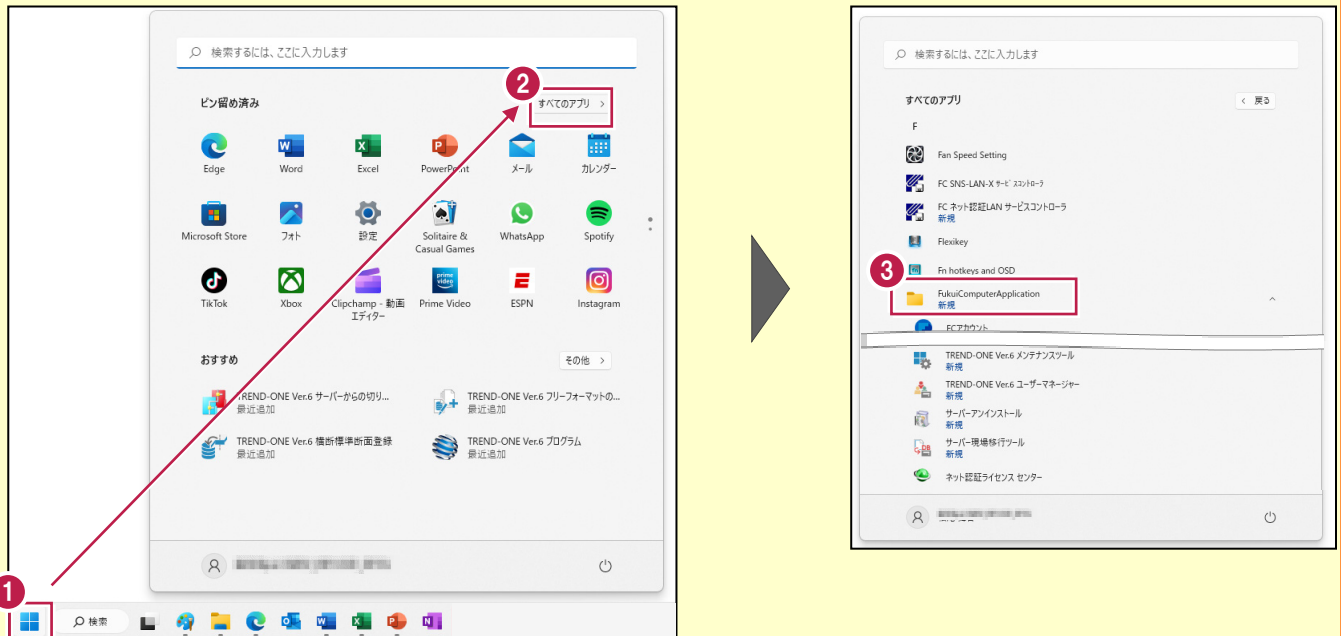 検索するには、ここに入力します
2
ピン留め済み
すべてのアプリ >
Edge
Word
Excel
PowerPoint
メール
カレンダー
Microsoft Store
フォト
設定
Solitaire &
Casual Games
WhatsApp
Spotify
TikTok
Xbox
Clipchamp - 動画
エディター
prime
video
Prime Video
ESPN
Instagram
おすすめ
その他 >
TREND-ONE Ver.6 サーバーからの切り...
最近追加
TREND-ONE Ver.6 フリーフォーマットの...
最近追加
TREND-ONE Ver.6 横断標準断面登録
最近追加
TREND-ONE Ver.6 プログラム
最近追加
1
検索
検索するには、ここに入力します
すべてのアプリ
< 戻る
F
Fan Speed Setting
FC SNS-LAN-X サービスコントローラ
FC ネット認証LAN サービスコントローラ
新規
Flexikey
3
Fn hotkeys and OSD
FukuiComputerApplication
新規
FCアカウント
TREND-ONE Ver.6 メンテナンスツール
新規
TREND-ONE Ver.6 ユーザーマネージャー
新規
サーバーアンインストール
新規
サーバー現場移行ツール
新規
ネット認証ライセンス センター